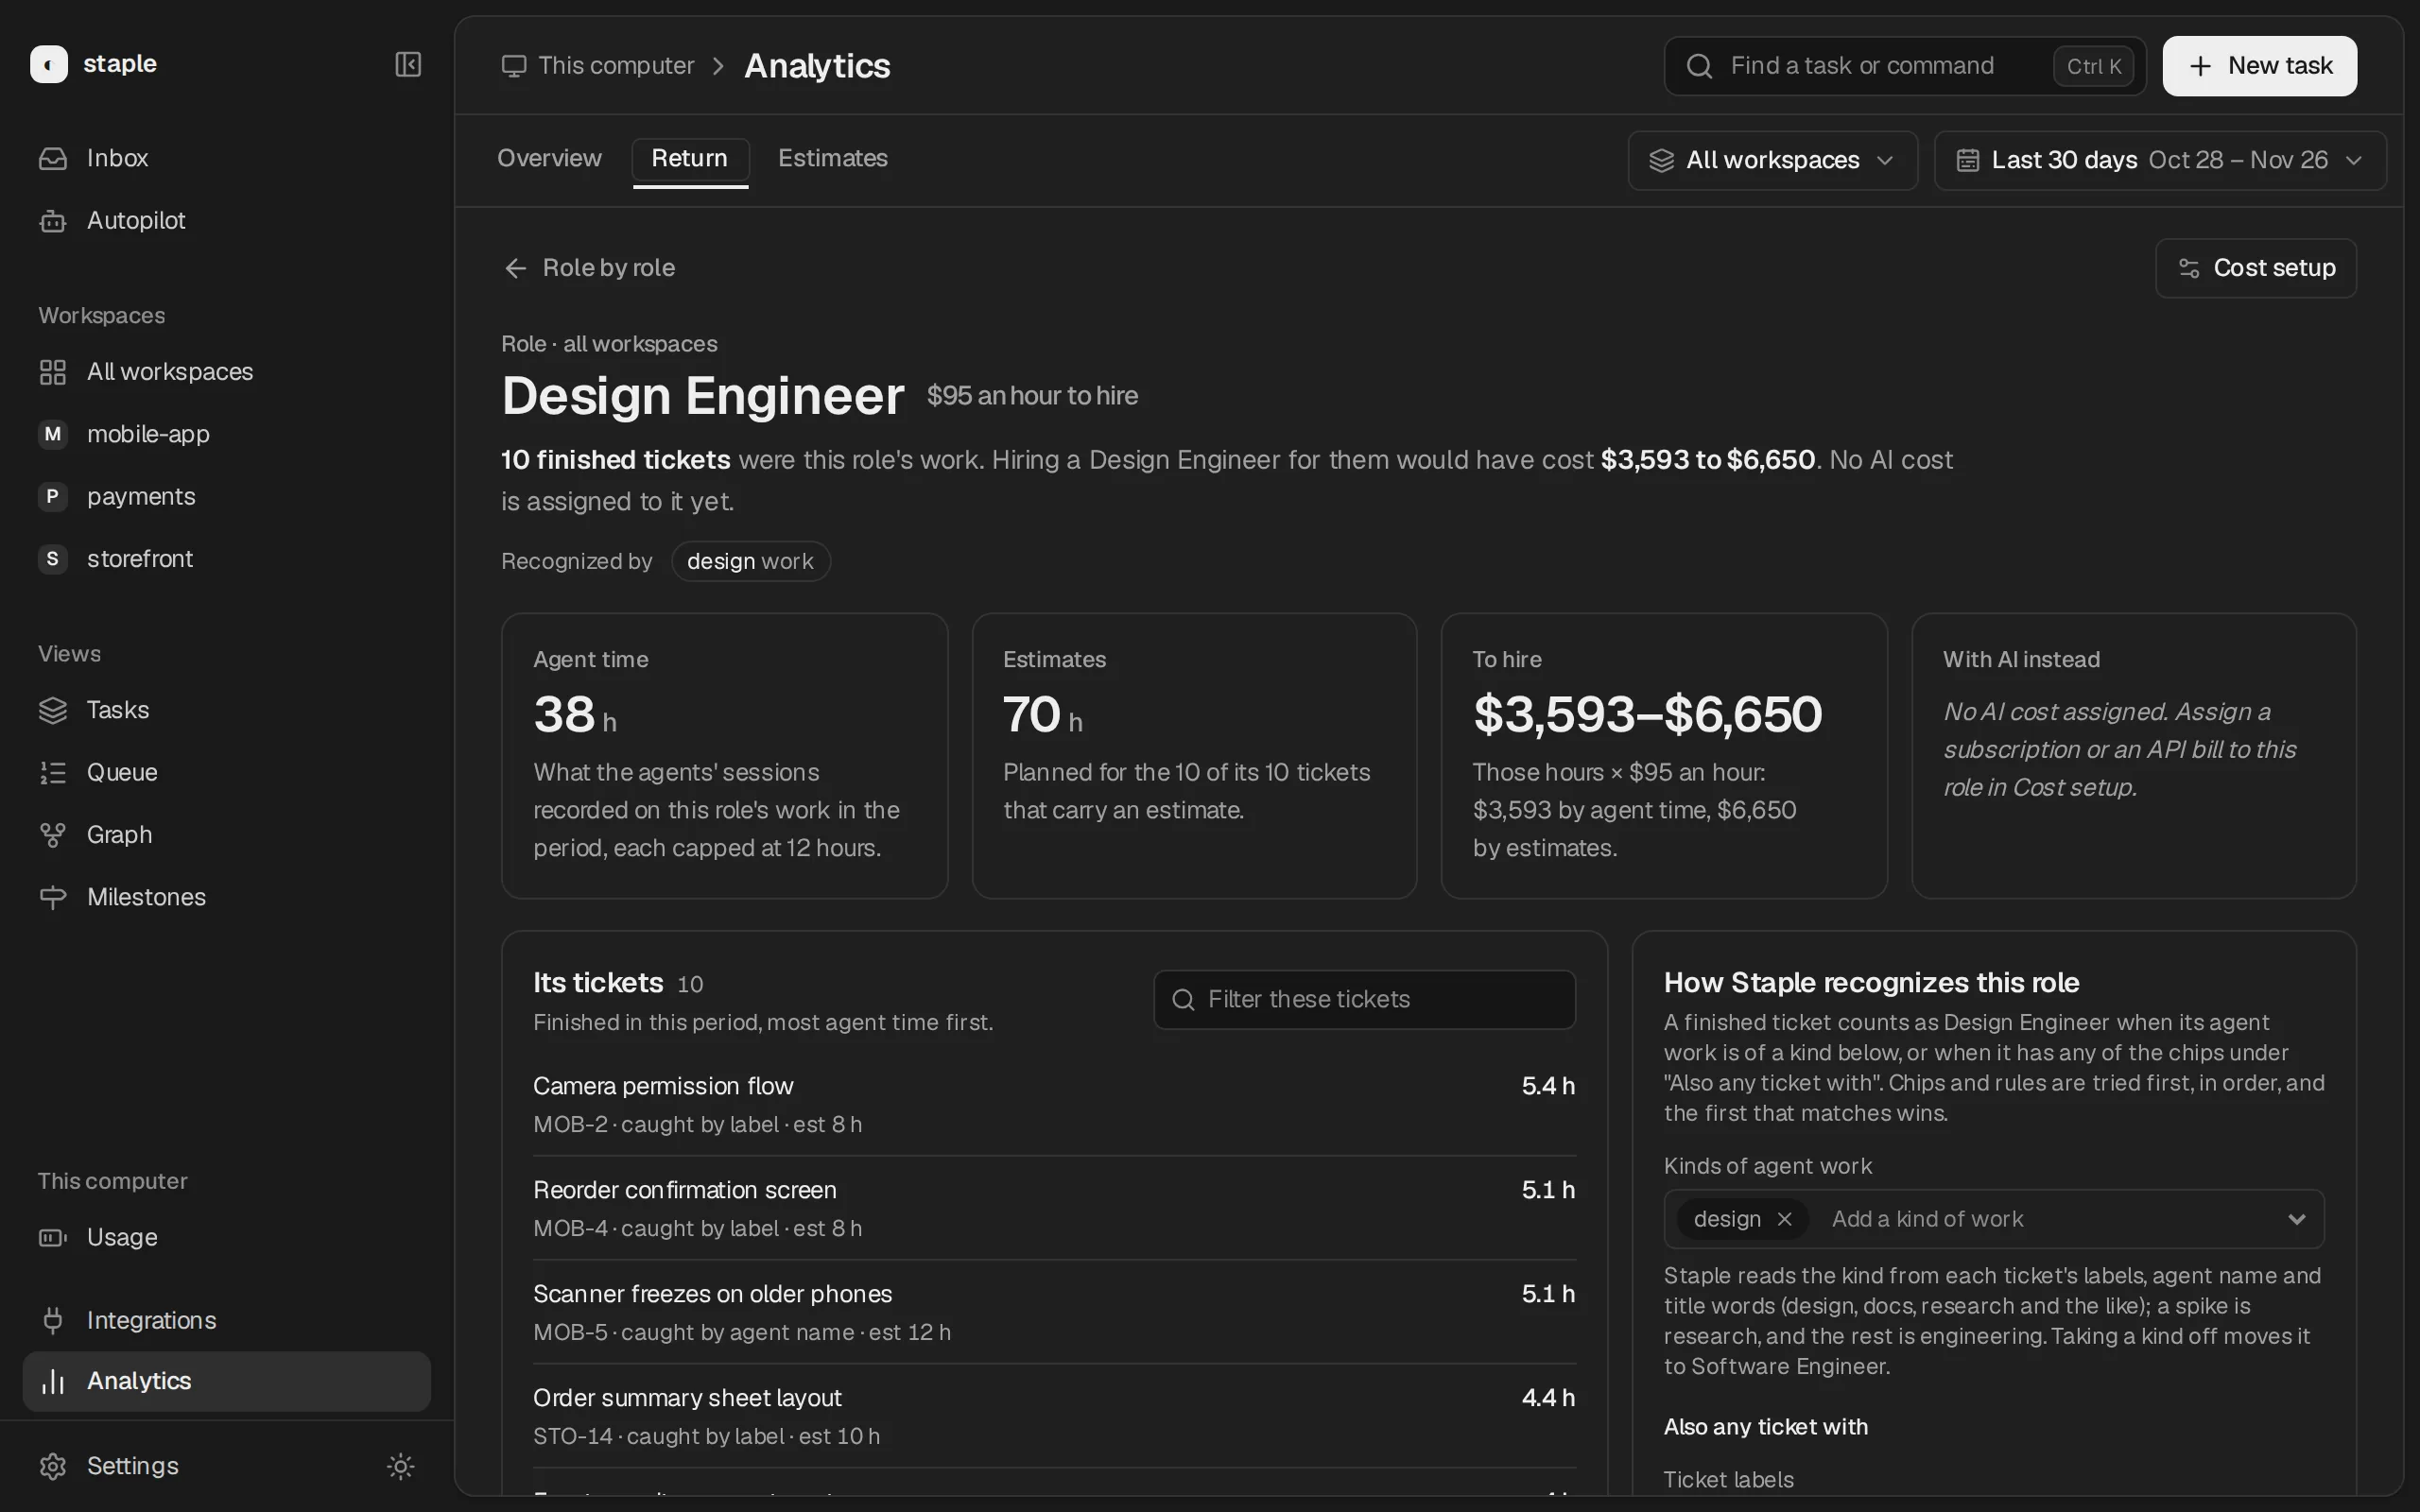 staple
This computer > Analytics
Find a task or command
Ctrl K
New task
Inbox
Autopilot
Workspaces
All workspaces
M mobile-app
P payments
S storefront
Views
Tasks
Queue
Graph
Milestones
This computer
Usage
Integrations
Analytics
Settings
Overview
Return
Estimates
All workspaces
Last 30 days Oct 28 – Nov 26
Role by role
Cost setup
Role · all workspaces
Design Engineer $95 an hour to hire
10 finished tickets were this role's work. Hiring a Design Engineer for them would have cost $3,593 to $6,650. No AI cost
is assigned to it yet.
Recognized by design work
Agent time
38 h
What the agents' sessions
recorded on this role's work in the
period, each capped at 12 hours.
Estimates
70 h
Planned for the 10 of its 10 tickets
that carry an estimate.
To hire
$3,593–$6,650
Those hours × $95 an hour:
$3,593 by agent time, $6,650
by estimates.
With AI instead
No AI cost assigned. Assign a
subscription or an API bill to this
role in Cost setup.
Its tickets 10
Finished in this period, most agent time first.
Filter these tickets
Camera permission flow 5.4 h
MOB-2 · caught by label · est 8 h
Reorder confirmation screen 5.1 h
MOB-4 · caught by label · est 8 h
Scanner freezes on older phones 5.1 h
MOB-5 · caught by agent name · est 12 h
Order summary sheet layout 4.4 h
STO-14 · caught by label · est 10 h
How Staple recognizes this role
A finished ticket counts as Design Engineer when its agent
work is of a kind below, or when it has any of the chips under
"Also any ticket with". Chips and rules are tried first, in order, and
the first that matches wins.
Kinds of agent work
design × Add a kind of work
Staple reads the kind from each ticket's labels, agent name and
title words (design, docs, research and the like); a spike is
research, and the rest is engineering. Taking a kind off moves it
to Software Engineer.
Also any ticket with
Ticket labels